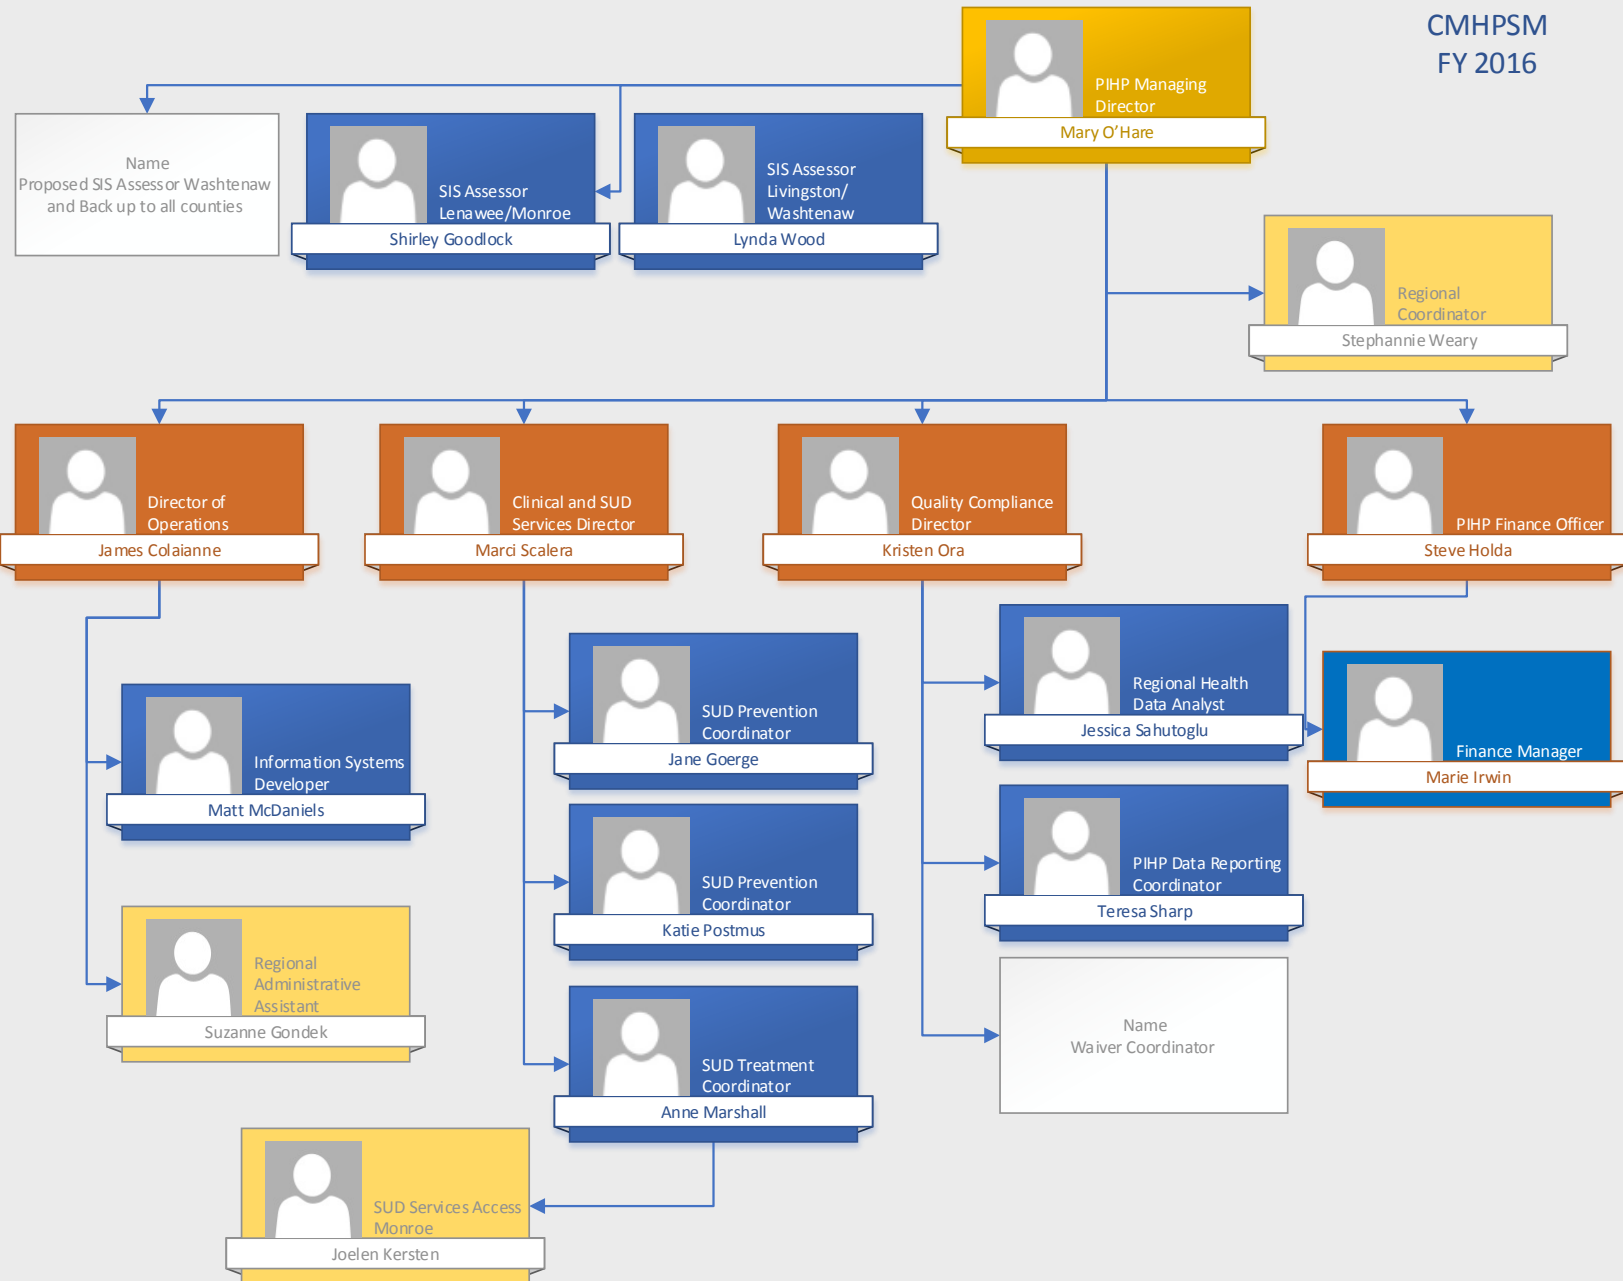 CMHPSM
FY 2016
PIHP Managing
Director
Mary O'Hare
Name
Proposed SIS Assessor Washtenaw
and Back up to all counties
SIS Assessor
Lenawee/Monroe
Shirley Goodlock
SIS Assessor
Livingston/
Washtenaw
Lynda Wood
Regional
Coordinator
Stephannie Weary
Director of
Operations
James Colaianne
Clinical and SUD
Services Director
Marci Scalera
Quality Compliance
Director
Kristen Ora
PIHP Finance Officer
Steve Holda
Information Systems
Developer
Matt McDaniels
Regional
Administrative
Assistant
Suzanne Gondek
SUD Prevention
Coordinator
Jane Goerge
SUD Prevention
Coordinator
Katie Postmus
SUD Treatment
Coordinator
Anne Marshall
SUD Services Access
Monroe
Joelen Kersten
Regional Health
Data Analyst
Jessica Sahutoglu
PIHP Data Reporting
Coordinator
Teresa Sharp
Name
Waiver Coordinator
Finance Manager
Marie Irwin